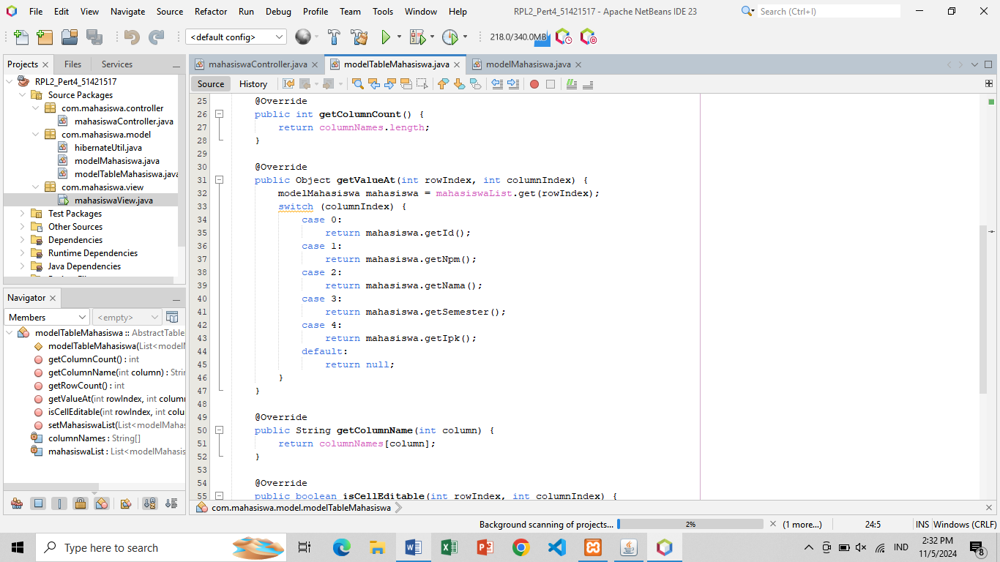 File Edit View Navigate Source Refactor Run Debug Profile Team Tools Window Help RPL2_Pert4_51421517 - Apache NetBeans IDE 23 Search (Ctrl+I)
<default config> 218.0/340.0MB
Projects Files Services
RPL2_Pert4_51421517
Source Packages
com.mahasiswa.controller
mahasiswaController.java
com.mahasiswa.model
hibernateUtil.java
modelMahasiswa.java
modelTableMahasiswa.java
com.mahasiswa.view
mahasiswaView.java
Test Packages
Other Sources
Dependencies
Runtime Dependencies
Java Dependencies
Navigator
Members <empty>
modelTableMahasiswa :: AbstractTable
modelTableMahasiswa(List<modelM
getColumnCount() : int
getColumnName(int column) : Strin
getRowCount() : int
getValueAt(int rowIndex, int column
isCellEditable(int rowIndex, int colu
setMahasiswaList(List<modelMahas
columnNames : String[]
mahasiswaList : List<modelMahasis
mahasiswaController.java modelTableMahasiswa.java modelMahasiswa.java
Source History
25 @Override
26 public int getColumnCount() {
27 return columnNames.length;
28 }
29
30 @Override
31 public Object getValueAt(int rowIndex, int columnIndex) {
32 modelMahasiswa mahasiswa = mahasiswaList.get(rowIndex);
33 switch (columnIndex) {
34 case 0:
35 return mahasiswa.getId();
36 case 1:
37 return mahasiswa.getNpm();
38 case 2:
39 return mahasiswa.getNama();
40 case 3:
41 return mahasiswa.getSemester();
42 case 4:
43 return mahasiswa.getIpk();
44 default:
45 return null;
46 }
47 }
48
49 @Override
50 public String getColumnName(int column) {
51 return columnNames[column];
52 }
53
54 @Override
55 public boolean isCellEditable(int rowIndex, int columnIndex) {
com.mahasiswa.model.modelTableMahasiswa
Background scanning of projects... 2% (1 more...) 24:5 INS Windows (CRLF)
Type here to search IND 2:32 PM
11/5/2024 8